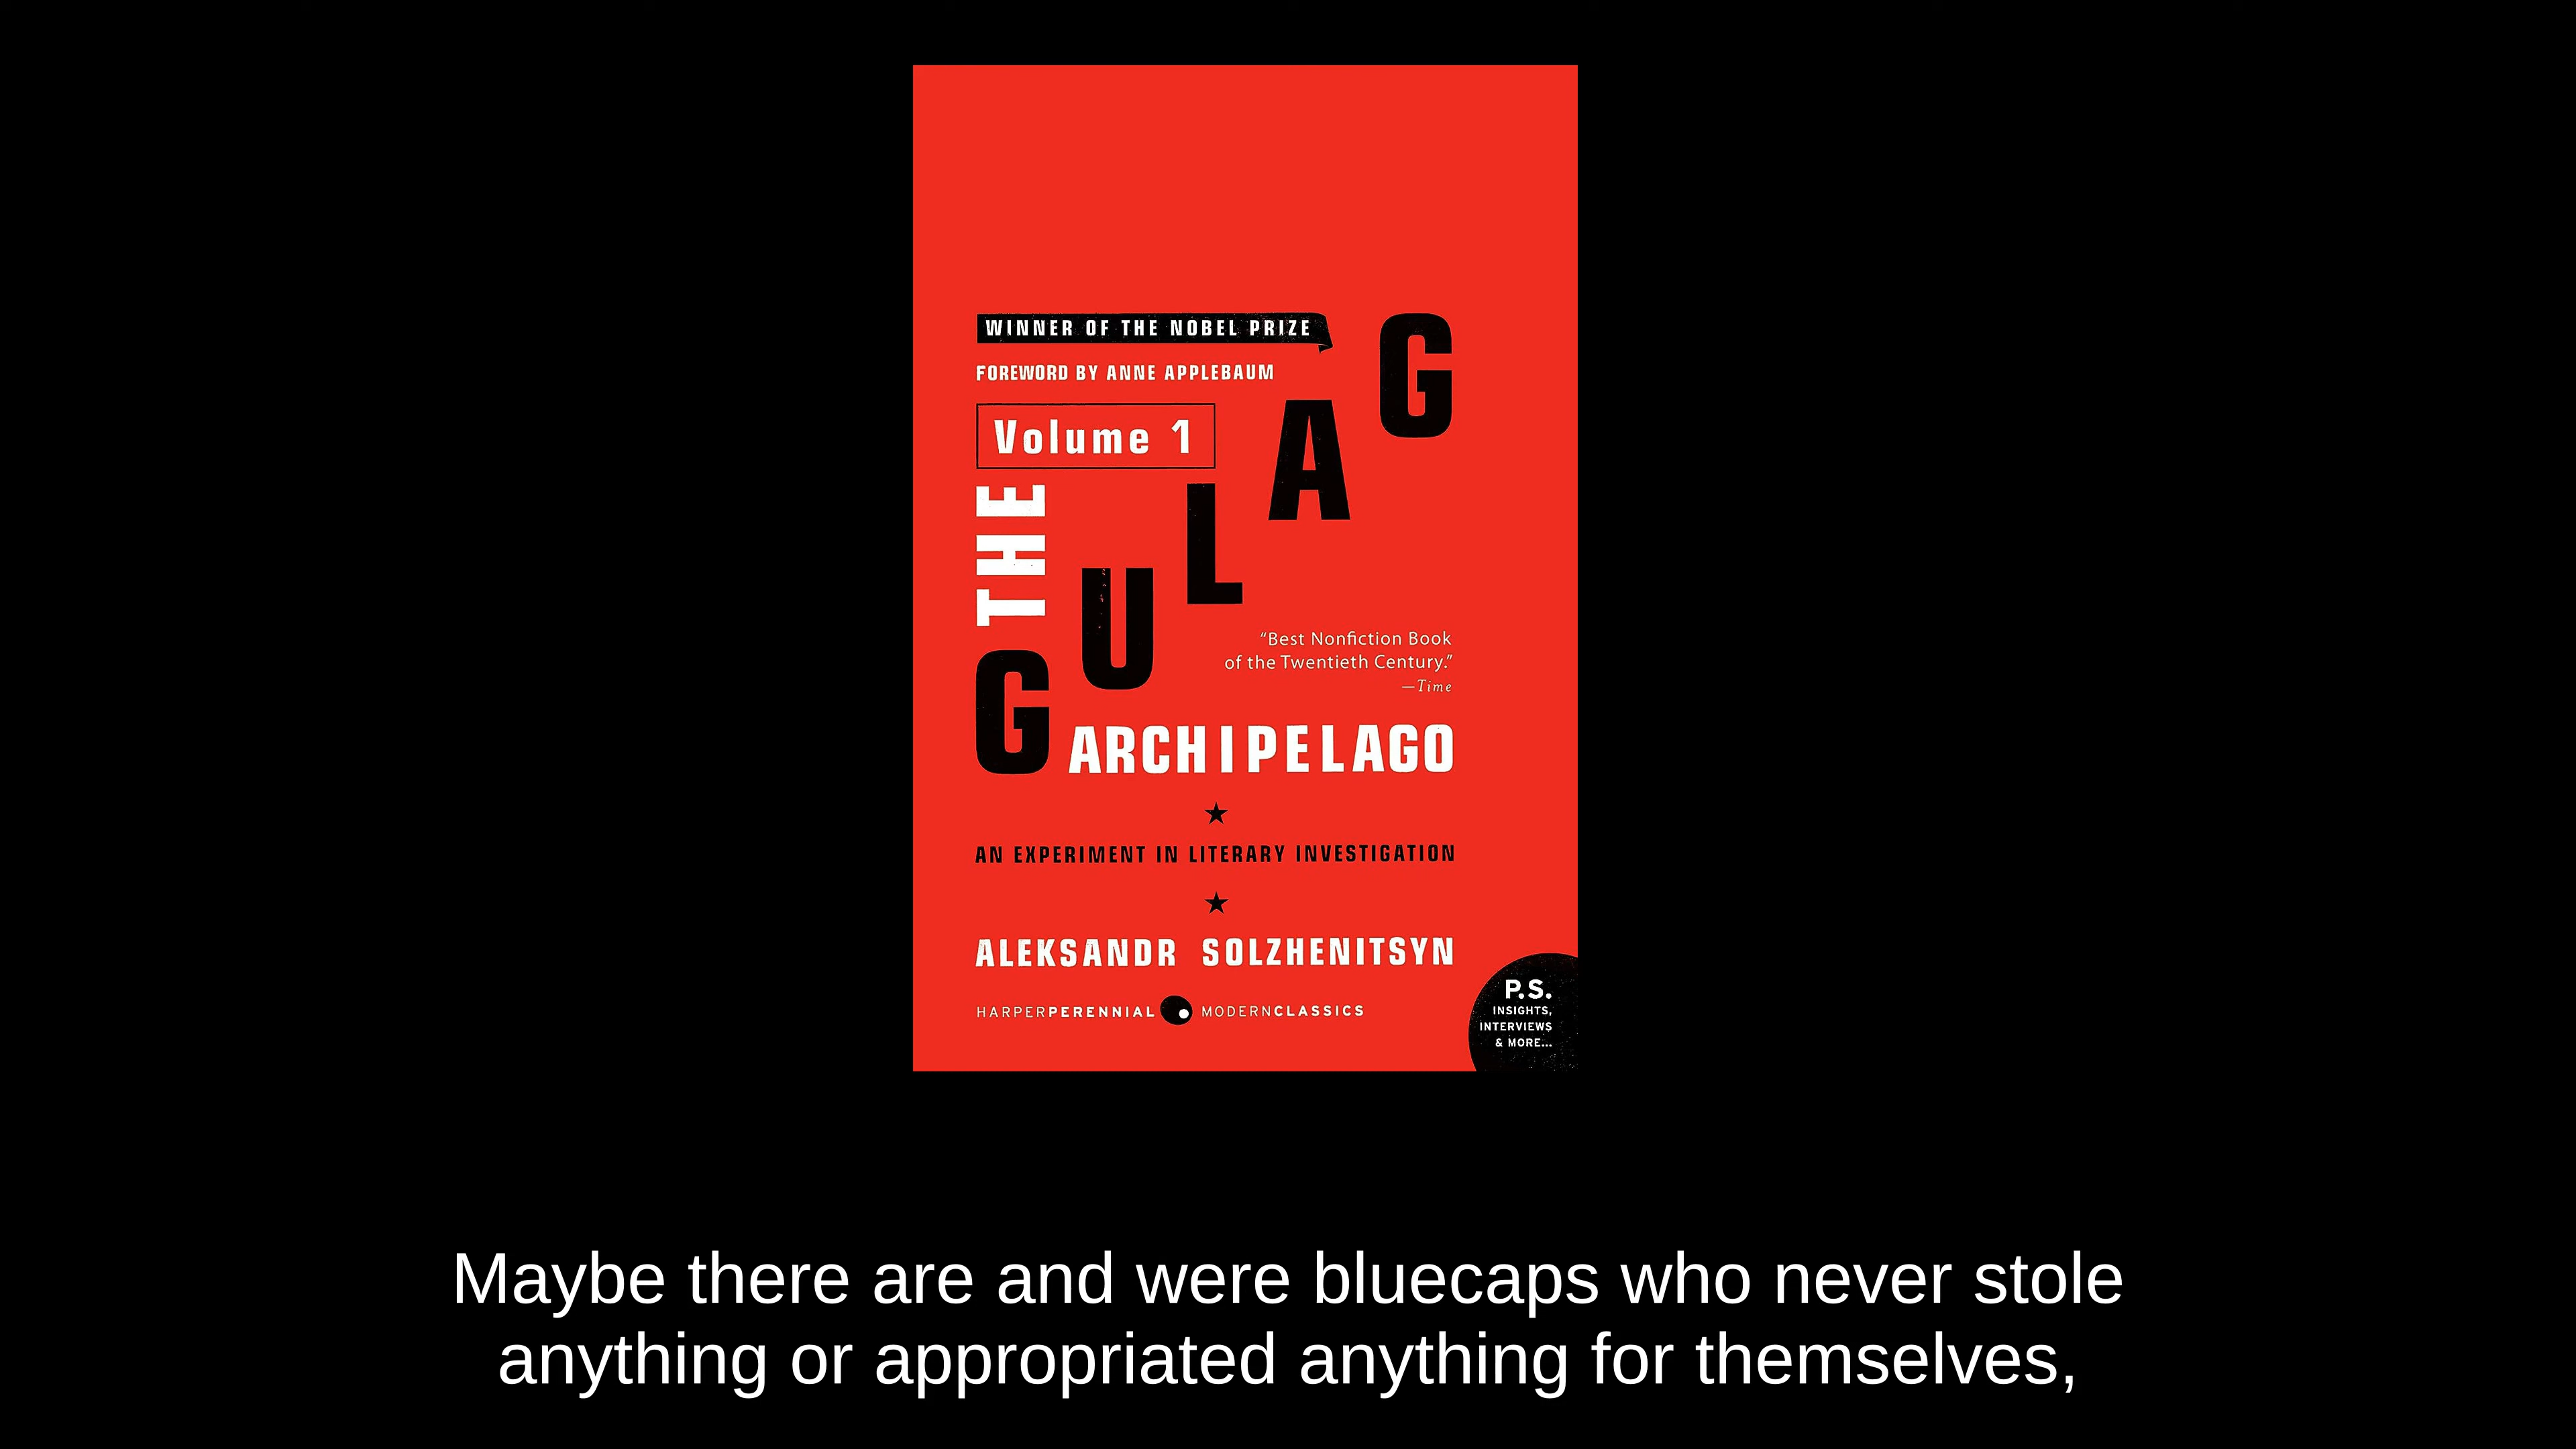 WINNER OF THE NOBEL PRIZE
FOREWORD BY ANNE APPLEBAUM
Volume 1
THE
GULAG
"Best Nonfiction Book
of the Twentieth Century."
—Time
ARCHIPELAGO
AN EXPERIMENT IN LITERARY INVESTIGATION
ALEKSANDR SOLZHENITSYN
HARPERPERENNIAL MODERNCLASSICS
P.S.
INSIGHTS,
INTERVIEWS
& MORE...
Maybe there are and were bluecaps who never stole
anything or appropriated anything for themselves,